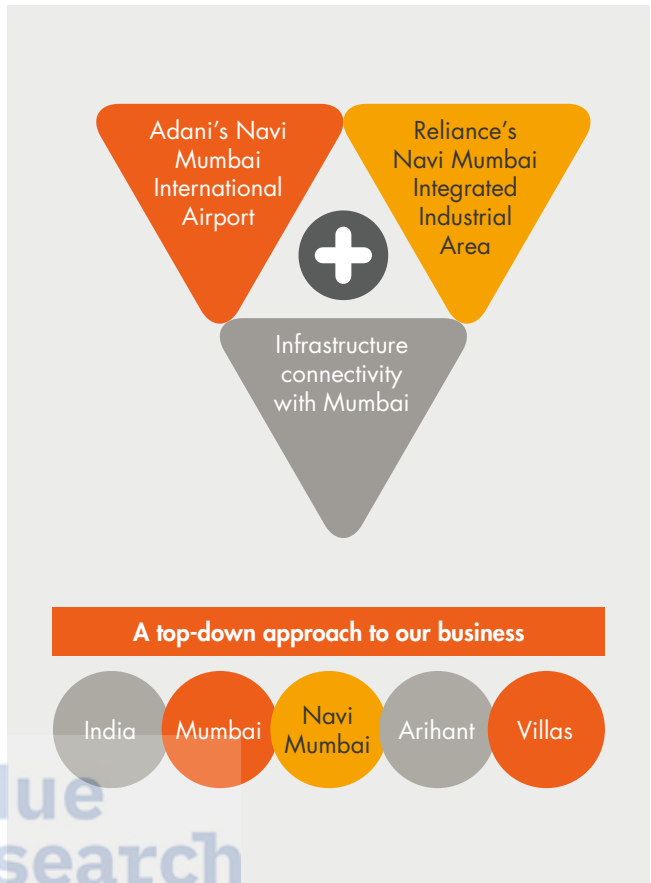 Adani's Navi
Mumbai
International
Airport
Reliance's
Navi Mumbai
Integrated
Industrial
Area
Infrastructure
connectivity
with Mumbai
A top-down approach to our business
India
Mumbai
Navi
Mumbai
Arihant
Villas
lue
search